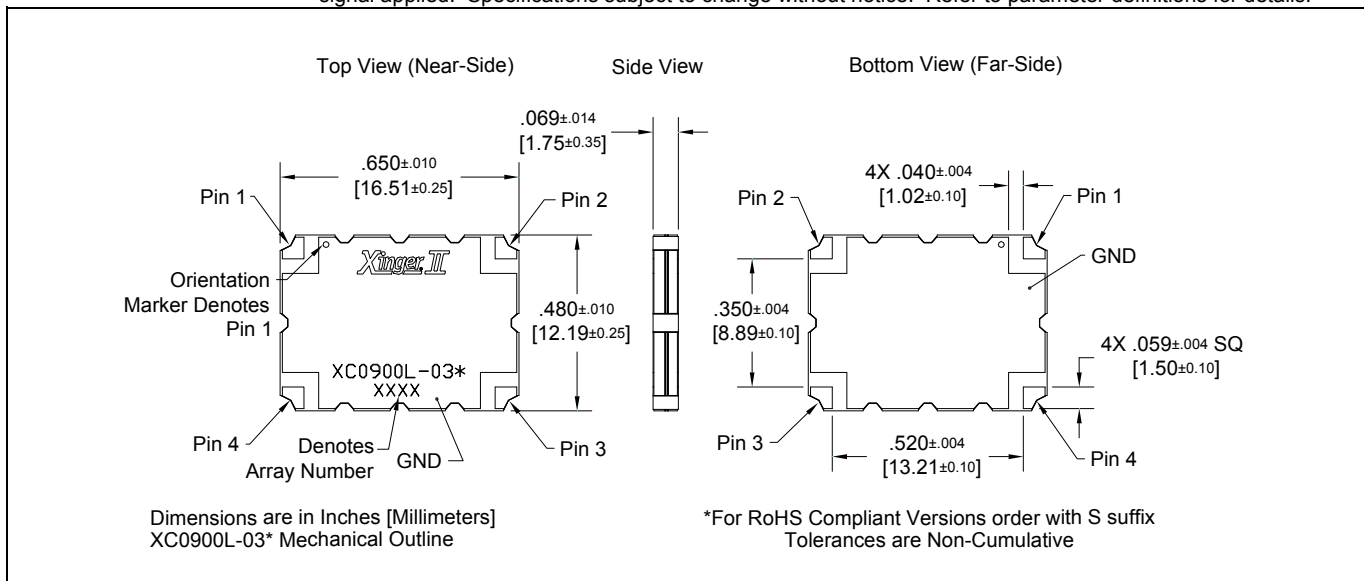 signal applied. Specifications subject to change without notice. Refer to parameter definitions for details.
Top View (Near-Side)
Side View
Bottom View (Far-Side)
.069±.014
[1.75±0.35]
.650±.010
[16.51±0.25]
4X .040±.004
[1.02±0.10]
Pin 1
Pin 2
Pin 2
Pin 1
Xinger II
Orientation
Marker Denotes
Pin 1
GND
.480±.010
[12.19±0.25]
.350±.004
[8.89±0.10]
4X .059±.004 SQ
[1.50±0.10]
XC0900L-03*
XXXX
Pin 4
Denotes
Array Number
GND
Pin 3
Pin 3
.520±.004
[13.21±0.10]
Pin 4
Dimensions are in Inches [Millimeters]
XC0900L-03* Mechanical Outline
*For RoHS Compliant Versions order with S suffix
Tolerances are Non-Cumulative